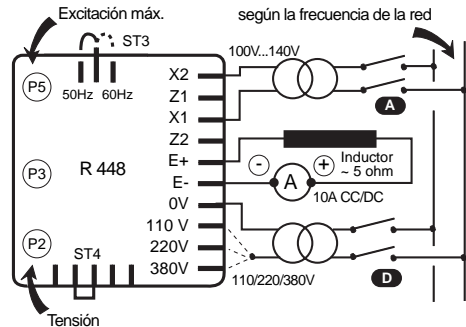 Excitación máx.
según la frecuencia de la red
ST3
100V...140V
50Hz 60Hz
P5
X2
Z1
X1
A
Z2
P3
R 448
E+
Inductor
~ 5 ohm
- +
E-
A
10A CC/DC
0V
P2
110 V
ST4
220V
380V
110/220/380V
D
Tensión